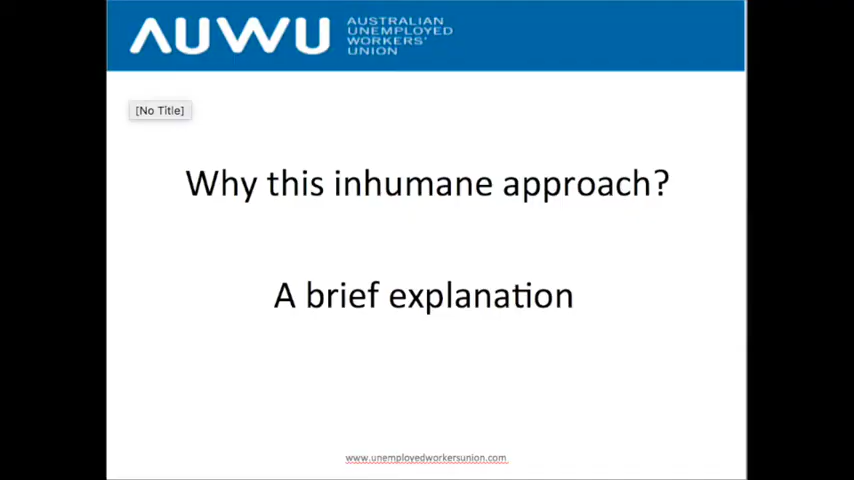 AUWU
AUSTRALIAN
UNEMPLOYED
WORKERS'
UNION
[No Title]
Why this inhumane approach?
A brief explanation
www.unemployedworkersunion.com